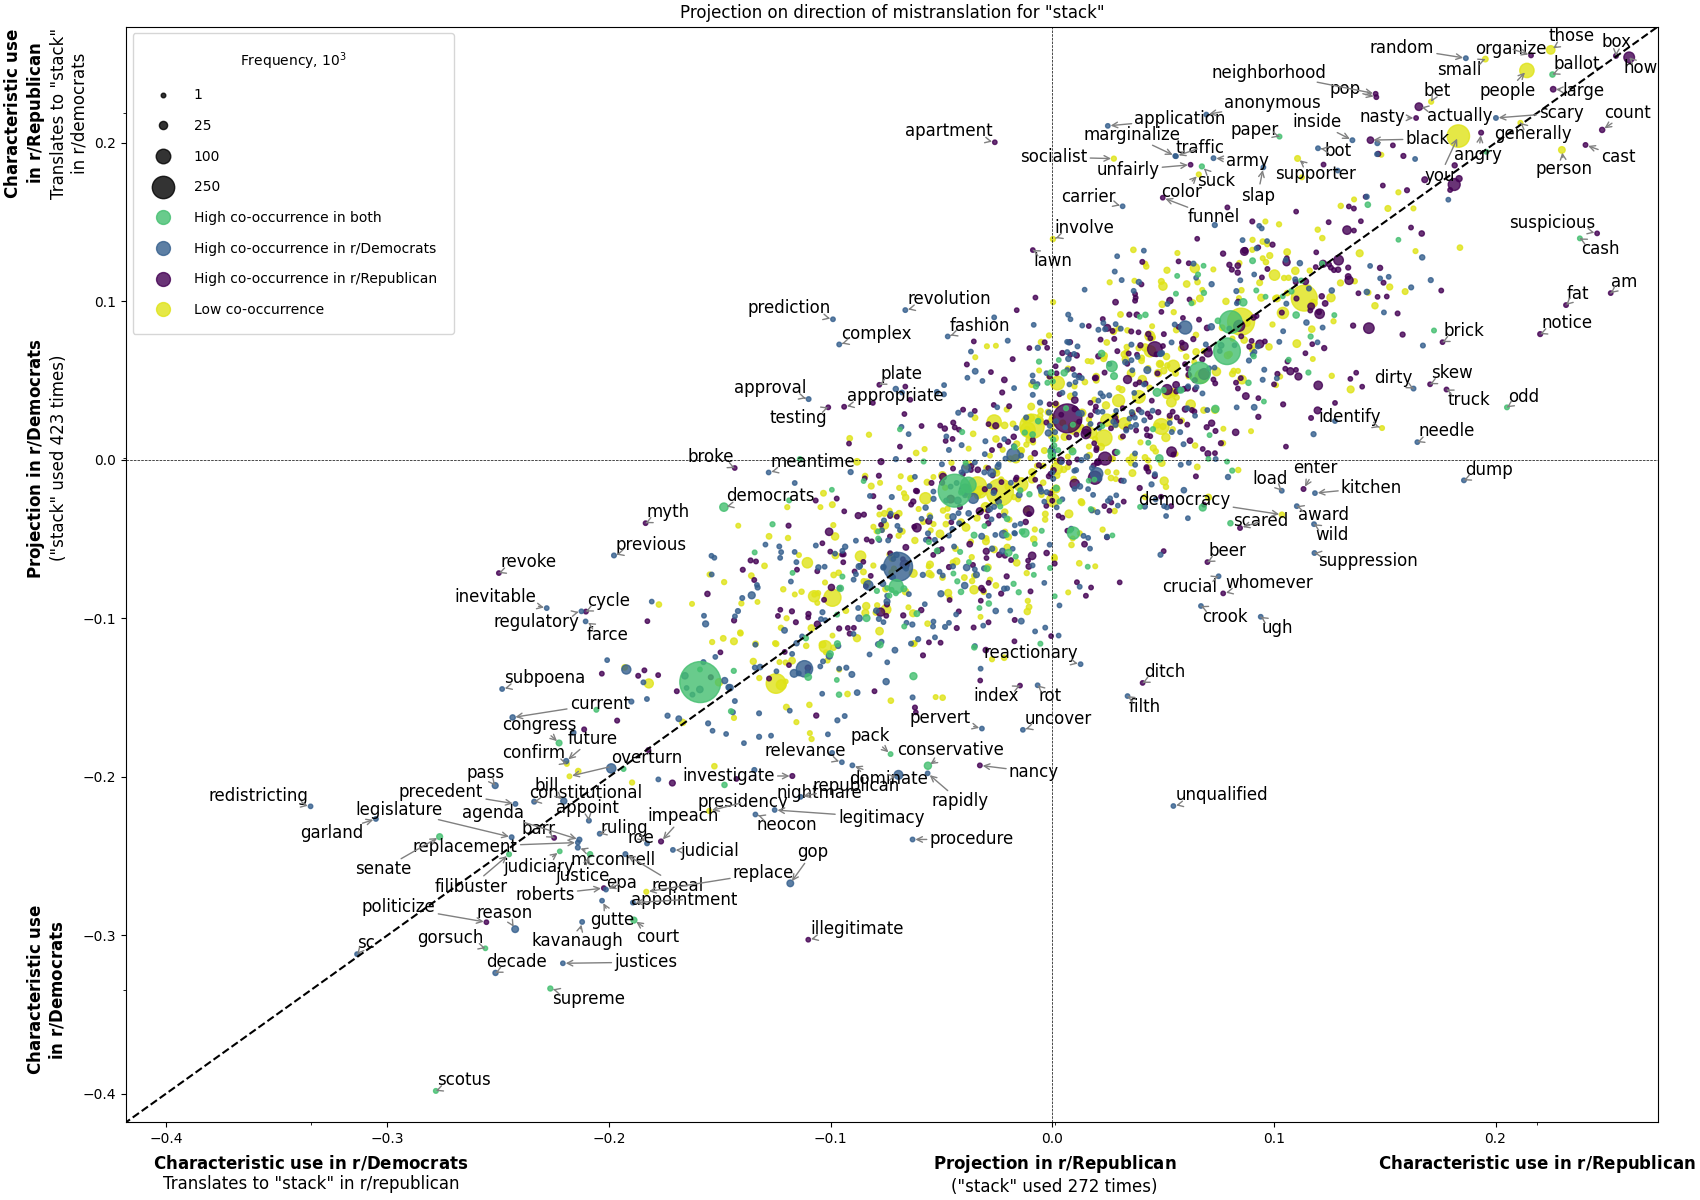 Projection on direction of mistranslation for "stack"
Characteristic use
in r/Republican
Translates to "stack"
in r/democrats
Projection in r/Democrats
("stack" used 423 times)
Characteristic use
in r/Democrats
Frequency, 10^3
1
25
100
250
High co-occurrence in both
High co-occurrence in r/Democrats
High co-occurrence in r/Republican
Low co-occurrence
0.2
0.1
0.0
−0.1
−0.2
−0.3
−0.4
those
random
organize
box
small
ballot
how
neighborhood
people
large
pop
bet
anonymous
nasty
actually
scary
count
application
apartment
marginalize
paper
inside
black
generally
traffic
socialist
army
bot
angry
cast
unfairly
supporter
person
you
suck
color
slap
carrier
funnel
suspicious
involve
cash
lawn
am
fat
prediction
revolution
notice
complex
fashion
brick
plate
dirty
skew
approval
appropriate
truck
odd
testing
identify
needle
broke
meantime
enter
dump
load
kitchen
democrats
democracy
myth
scared
award
wild
previous
beer
suppression
revoke
crucial
whomever
inevitable
cycle
regulatory
crook
farce
ugh
reactionary
subpoena
ditch
index
rot
current
filth
congress
pervert
uncover
future
pack
confirm
overturn
relevance
conservative
pass
bill
investigate
dominate
nancy
redistricting
precedent
constitutional
republican
nightmare
legislature
agenda
appoint
presidency
rapidly
unqualified
garland
barr
ruling
impeach
neocon
legitimacy
replacement
roe
procedure
senate
judiciary
mcconnell
judicial
gop
filibuster
justice
epa
repeal
replace
roberts
appointment
politicize
reason
gutte
gorsuch
kavanaugh
court
illegitimate
sc
decade
justices
supreme
scotus
−0.4
−0.3
−0.2
−0.1
0.0
0.1
0.2
Characteristic use in r/Democrats
Translates to "stack" in r/republican
Projection in r/Republican
("stack" used 272 times)
Characteristic use in r/Republican